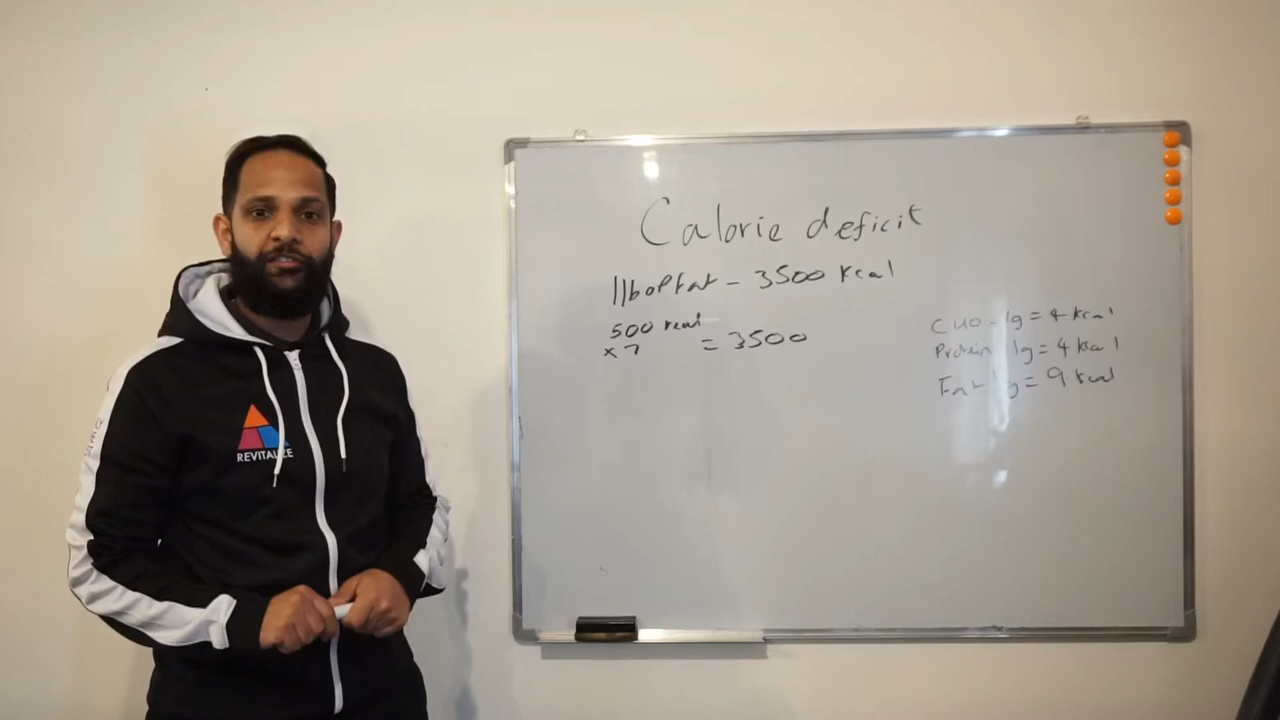 Calorie deficit
1lb of fat - 3500 Kcal
500 kcal
x 7 = 3500
CHO - 1g = 4 kcal
Protein 1g = 4 kcal
Fat 1g = 9 kcal
REVITALIZE